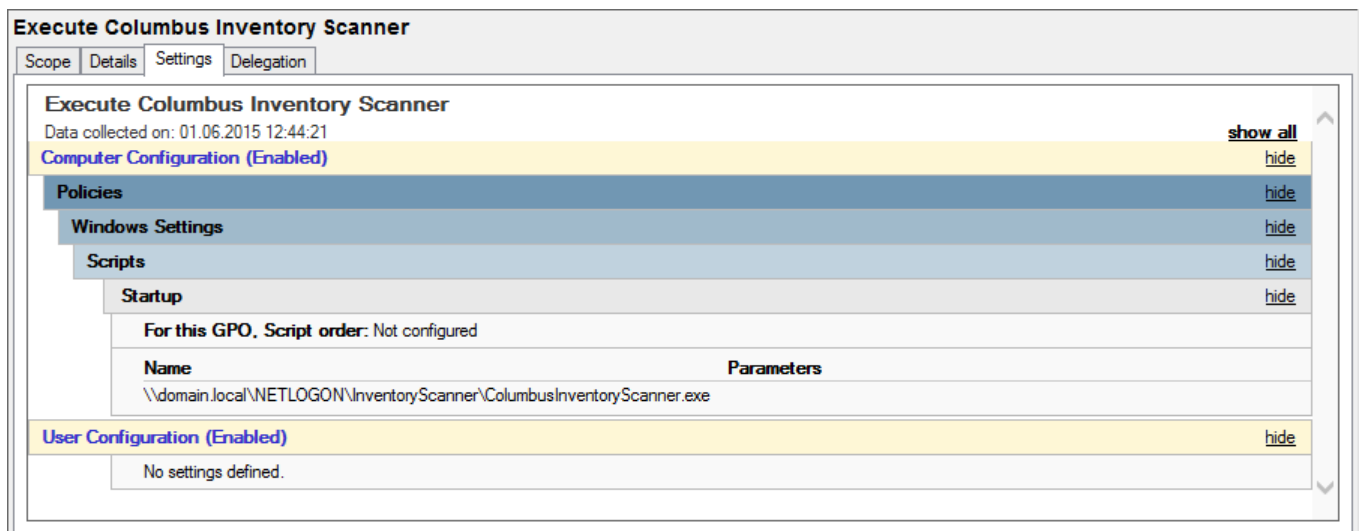 Execute Columbus Inventory Scanner
Scope Details Settings Delegation
Execute Columbus Inventory Scanner
Data collected on: 01.06.2015 12:44:21 show all
Computer Configuration (Enabled) hide
Policies hide
Windows Settings hide
Scripts hide
Startup hide
For this GPO, Script order: Not configured
Name Parameters
\\domain.local\NETLOGON\InventoryScanner\ColumbusInventoryScanner.exe
User Configuration (Enabled) hide
No settings defined.